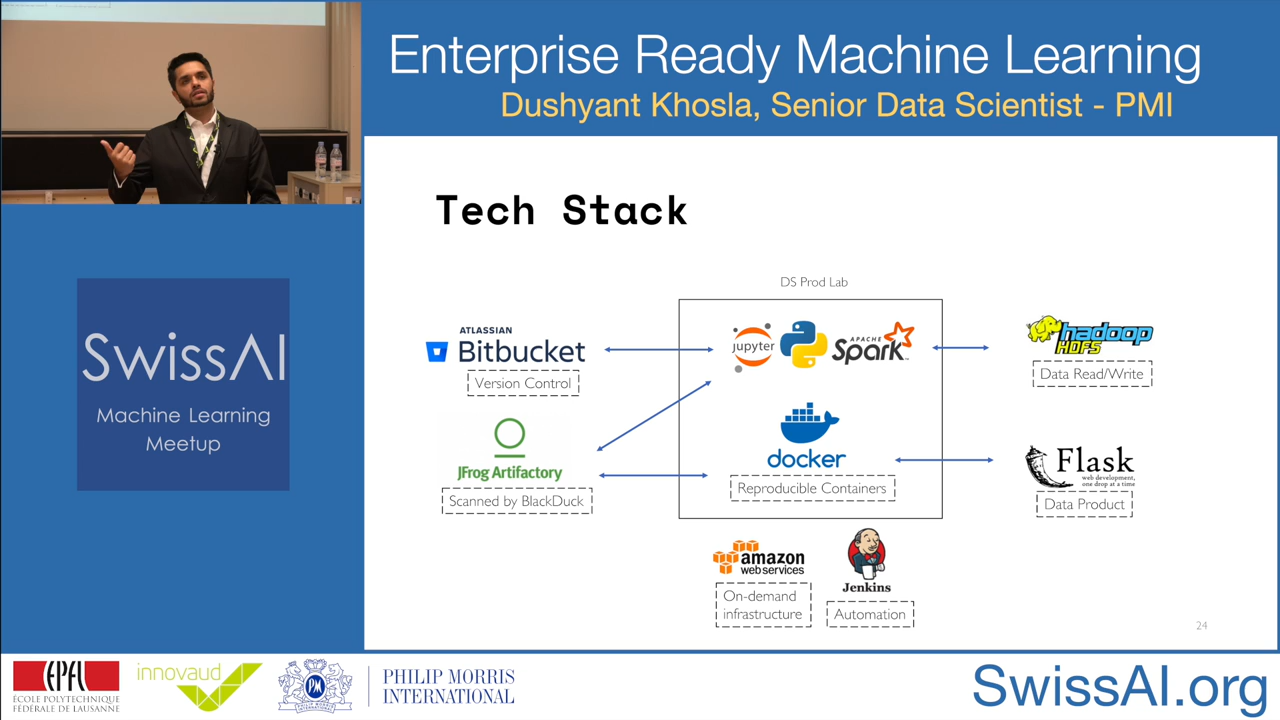 Enterprise Ready Machine Learning
Dushyant Khosla, Senior Data Scientist - PMI
Tech Stack
DS Prod Lab
ATLASSIAN
Bitbucket
Version Control
jupyter
APACHE
Spark
hadoop
HDFS
Data Read/Write
JFrog Artifactory
Scanned by BlackDuck
docker
Reproducible Containers
Flask
web development,
one drop at a time
Data Product
amazon
web services
On-demand
infrastructure
Jenkins
Automation
24
SwissAI
Machine Learning
Meetup
EPFL
ÉCOLE POLYTECHNIQUE
FÉDÉRALE DE LAUSANNE
innovaud
PM
PHILIP MORRIS
INTERNATIONAL
SwissAI.org